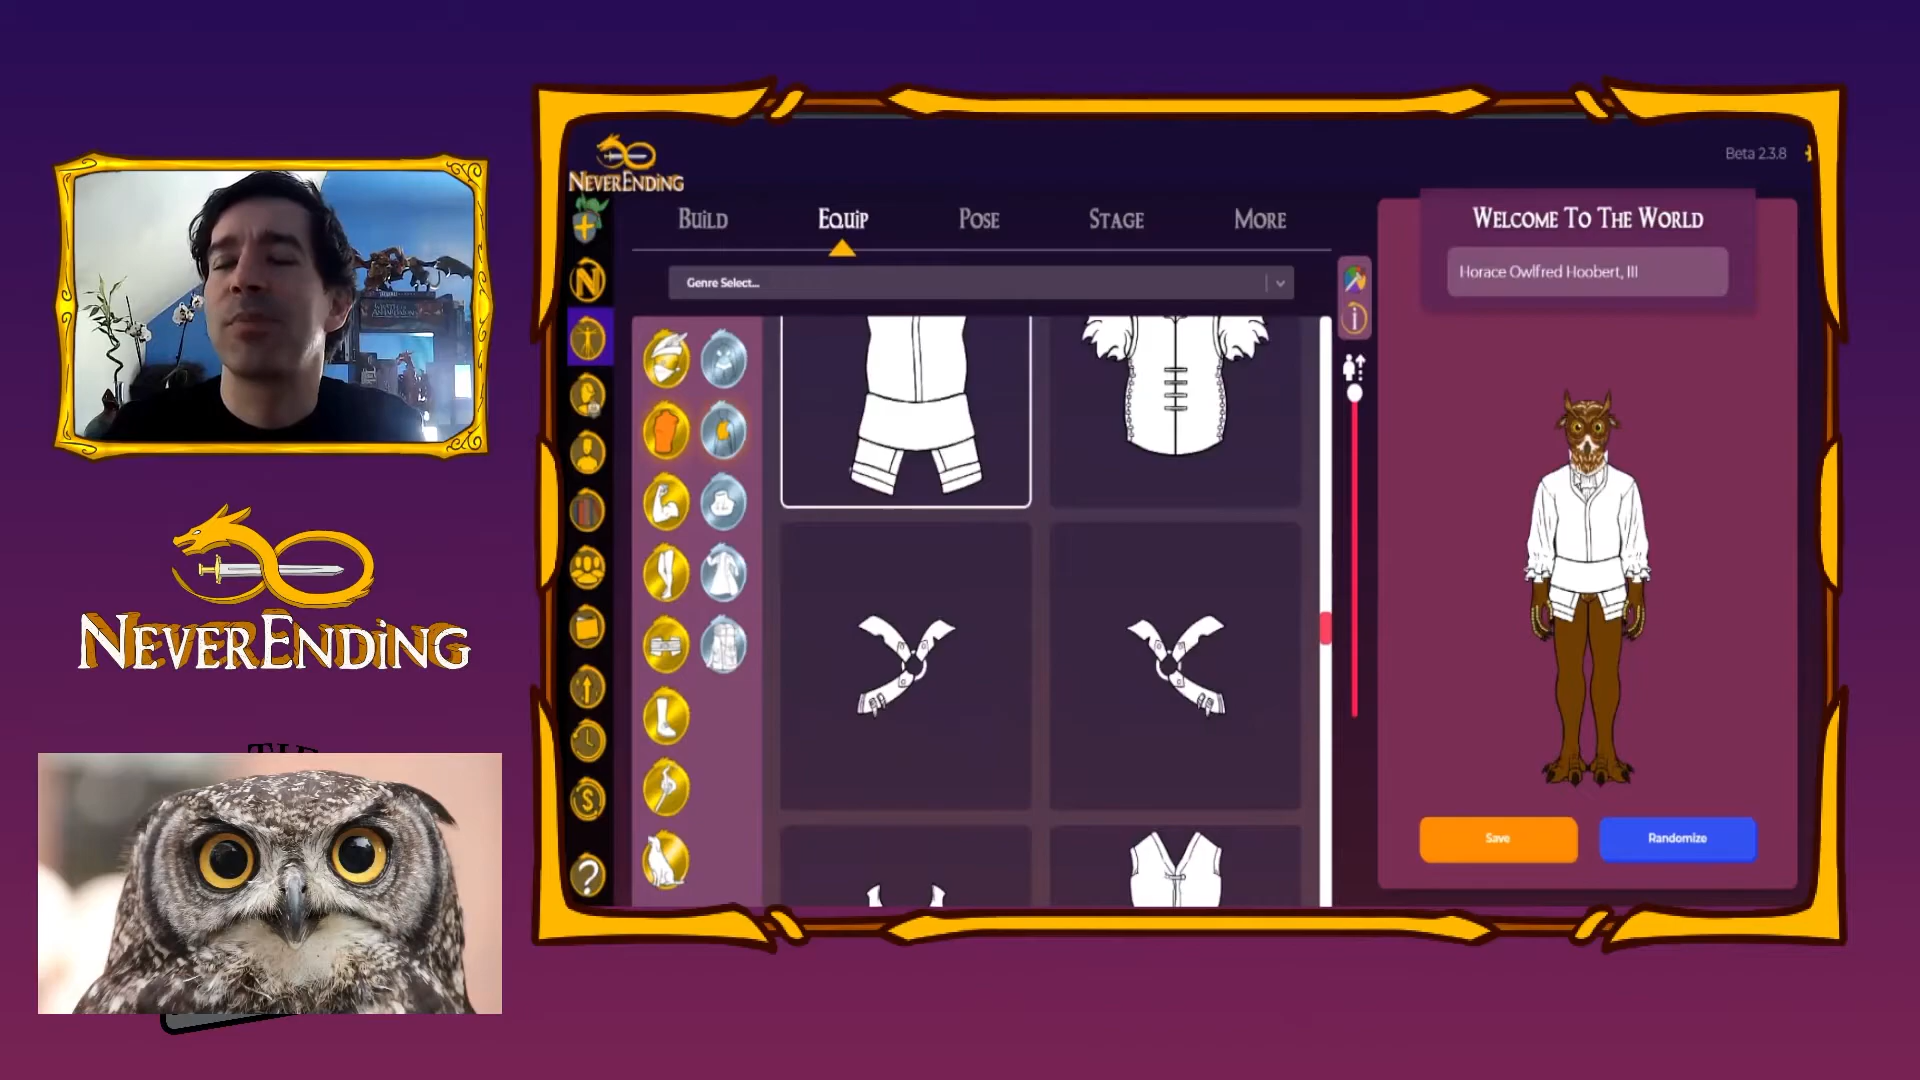 NEVERENDING
Beta 2.3.8
BUILD
EQUIP
POSE
STAGE
MORE
WELCOME TO THE WORLD
Genre Select...
Horace Owlfred Hoobert, III
NEVERENDING
THE
Save
Randomize